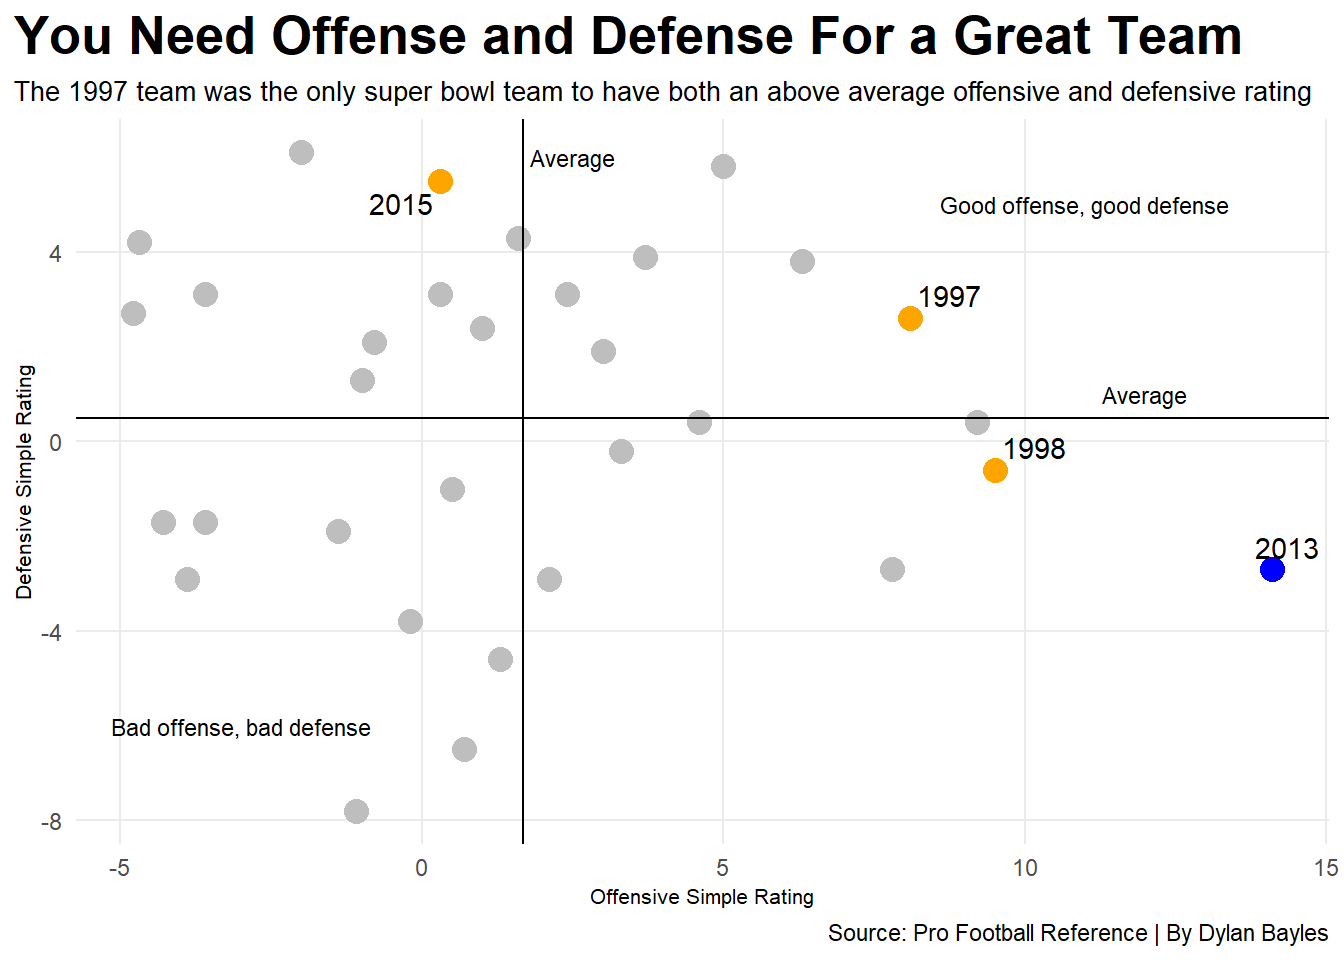 You Need Offense and Defense For a Great Team
The 1997 team was the only super bowl team to have both an above average offensive and defensive rating
Average
2015
Good offense, good defense
4
1997
Average
0
1998
2013
-4
Bad offense, bad defense
-8
Defensive Simple Rating
-5 0 5 10 15
Offensive Simple Rating
Source: Pro Football Reference | By Dylan Bayles